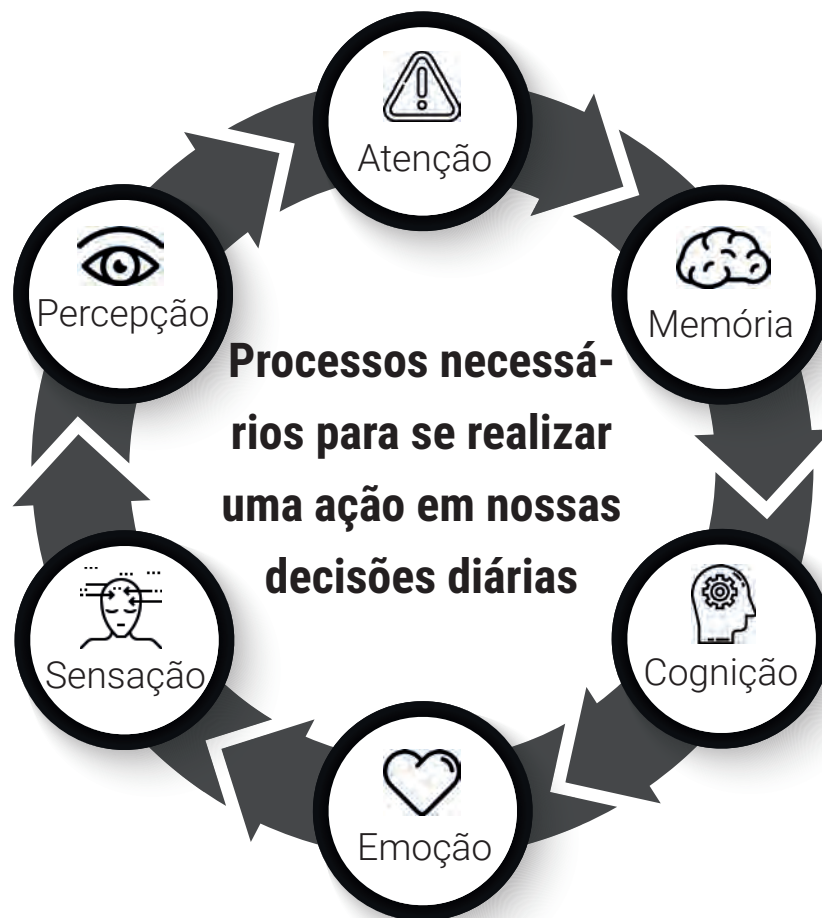 Atenção
Percepção
Memória
Processos necessá-
rios para se realizar
uma ação em nossas
decisões diárias
Sensação
Cognição
Emoção